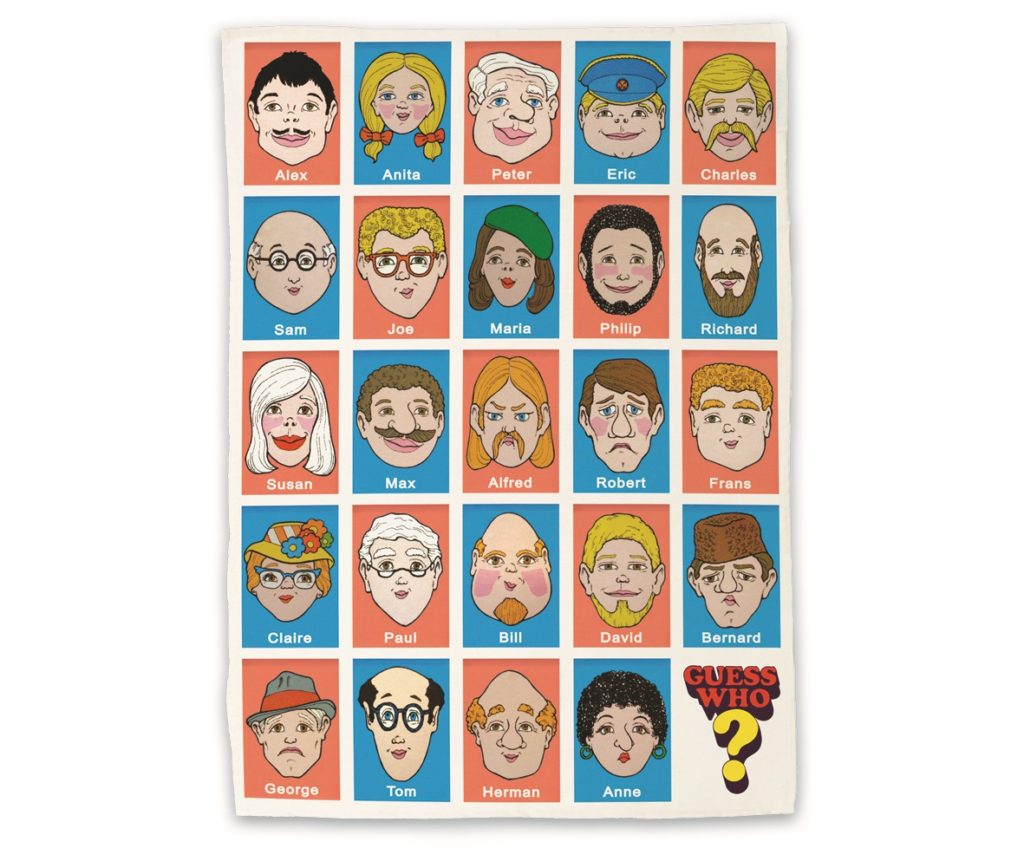 Alex Anita Peter Eric Charles
Sam Joe Maria Philip Richard
Susan Max Alfred Robert Frans
Claire Paul Bill David Bernard
GUESS
WHO
?
George Tom Herman Anne